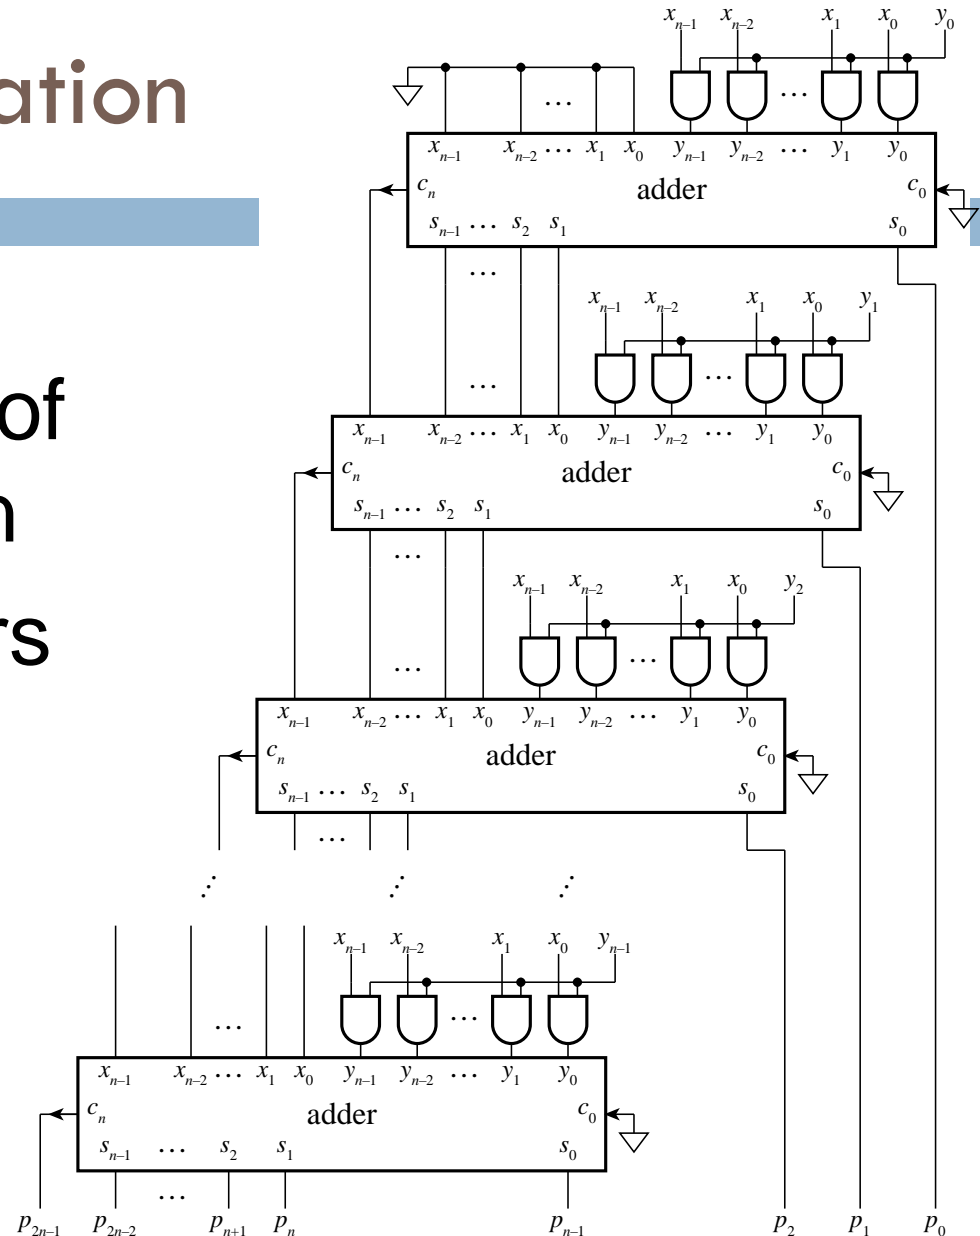 ation
of
n
rs
xₙ₋₁ xₙ₋₂ x₁ x₀ y₀
… …
xₙ₋₁ xₙ₋₂ … x₁ x₀ yₙ₋₁ yₙ₋₂ … y₁ y₀
cₙ adder c₀
sₙ₋₁ … s₂ s₁ s₀
…
xₙ₋₁ xₙ₋₂ x₁ x₀ y₁
… …
xₙ₋₁ xₙ₋₂ … x₁ x₀ yₙ₋₁ yₙ₋₂ … y₁ y₀
cₙ adder c₀
sₙ₋₁ … s₂ s₁ s₀
…
xₙ₋₁ xₙ₋₂ x₁ x₀ y₂
… …
xₙ₋₁ xₙ₋₂ … x₁ x₀ yₙ₋₁ yₙ₋₂ … y₁ y₀
cₙ adder c₀
sₙ₋₁ … s₂ s₁ s₀
…
xₙ₋₁ xₙ₋₂ x₁ x₀ yₙ₋₁
… …
xₙ₋₁ xₙ₋₂ … x₁ x₀ yₙ₋₁ yₙ₋₂ … y₁ y₀
cₙ adder c₀
sₙ₋₁ … s₂ s₁ s₀
…
p₂ₙ₋₁ p₂ₙ₋₂ pₙ₊₁ pₙ pₙ₋₁ p₂ p₁ p₀